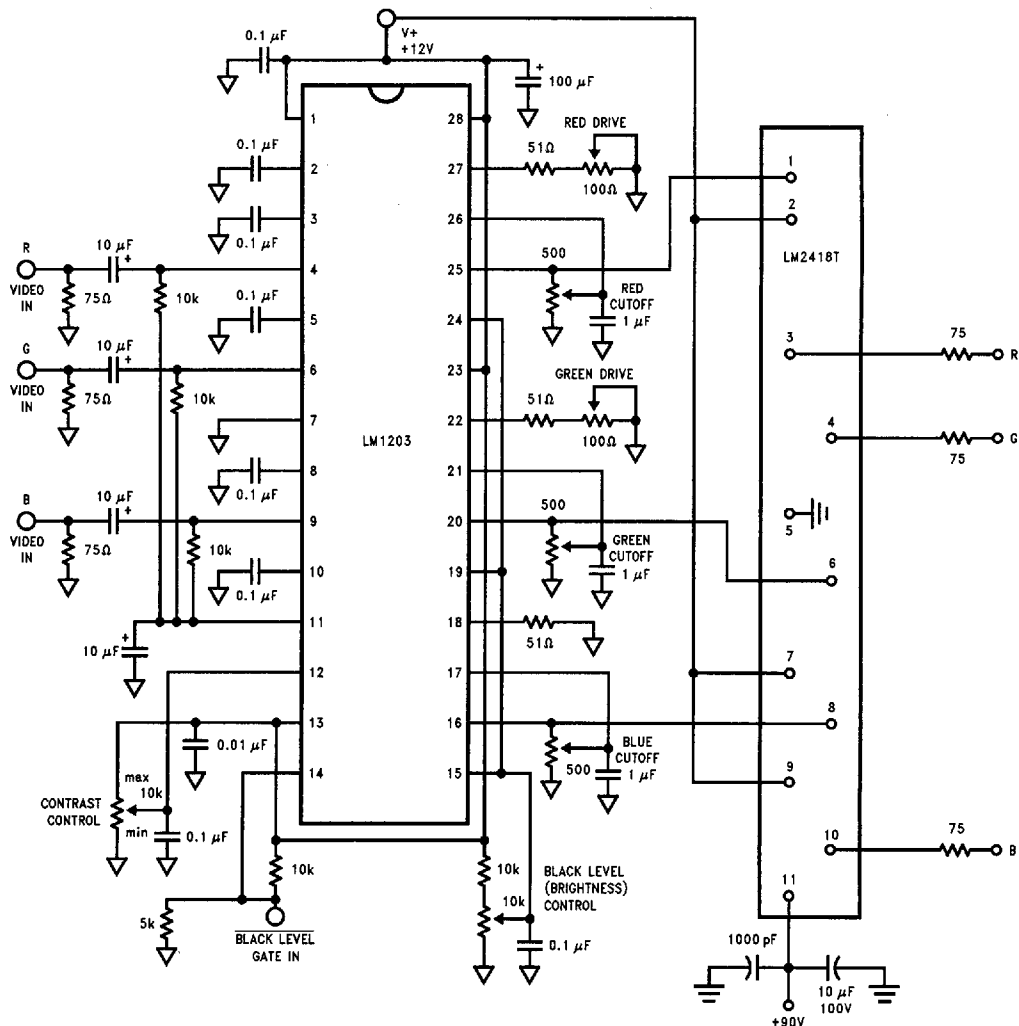 V+
+12V
0.1 μF
+
100 μF
1
28
RED DRIVE
0.1 μF
51Ω
2
27
100Ω
1
3
26
2
0.1 μF
R
10 μF
+
500
LM2418T
4
25
VIDEO
IN
75Ω
10k
0.1 μF
RED
CUTOFF
5
24
1 μF
G
10 μF
+
3
75
R
6
23
GREEN DRIVE
VIDEO
IN
75Ω
10k
51Ω
7
LM1203
22
100Ω
4
75
G
8
21
0.1 μF
B
10 μF
+
500
9
20
5
VIDEO
IN
75Ω
10k
GREEN
CUTOFF
10
19
1 μF
6
0.1 μF
11
18
+
10 μF
51Ω
12
17
7
13
16
8
0.01 μF
BLUE
CUTOFF
max
10k
14
15
500
1 μF
9
CONTRAST
CONTROL
min
0.1 μF
10
75
B
10k
10k
BLACK LEVEL
(BRIGHTNESS)
CONTROL
11
5k
10k
BLACK LEVEL
GATE IN
0.1 μF
1000 pF
10 μF
100V
+90V